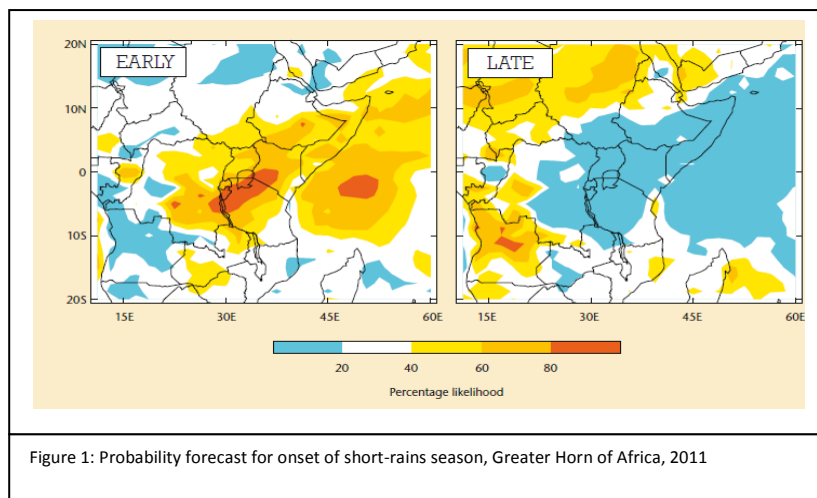 EARLY
LATE
20N
10N
0
10S
20S
15E 30E 45E 60E
15E 30E 45E 60E
20 40 60 80
Percentage likelihood
Figure 1: Probability forecast for onset of short-rains season, Greater Horn of Africa, 2011